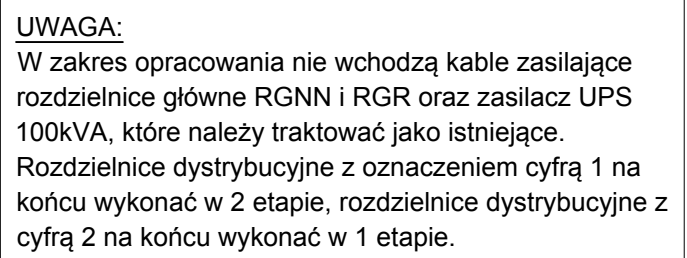 UWAGA:
W zakres opracowania nie wchodzą kable zasilające
rozdzielnice główne RGNN i RGR oraz zasilacz UPS
100kVA, które należy traktować jako istniejące.
Rozdzielnice dystrybucyjne z oznaczeniem cyfrą 1 na
końcu wykonać w 2 etapie, rozdzielnice dystrybucyjne z
cyfrą 2 na końcu wykonać w 1 etapie.